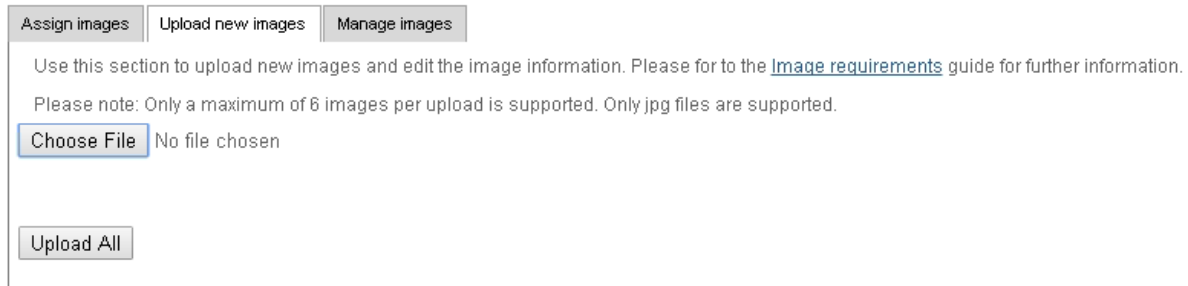 Assign images Upload new images Manage images
Use this section to upload new images and edit the image information. Please for to the Image requirements guide for further information.
Please note: Only a maximum of 6 images per upload is supported. Only jpg files are supported.
Choose File No file chosen
Upload All